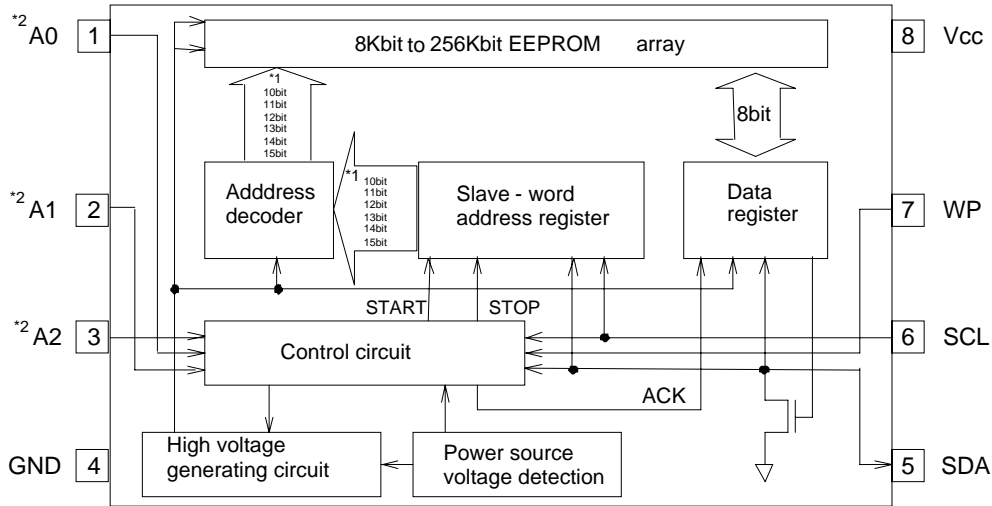 *2 A0 1
8Kbit to 256Kbit EEPROM array
8 Vcc
*1
10bit
11bit
12bit
13bit
14bit
15bit
8bit
*2 A1 2
Adddress
decoder
*1
10bit
11bit
12bit
13bit
14bit
15bit
Slave - word
address register
Data
register
7 WP
START
STOP
*2 A2 3
Control circuit
6 SCL
ACK
GND 4
High voltage
generating circuit
Power source
voltage detection
5 SDA